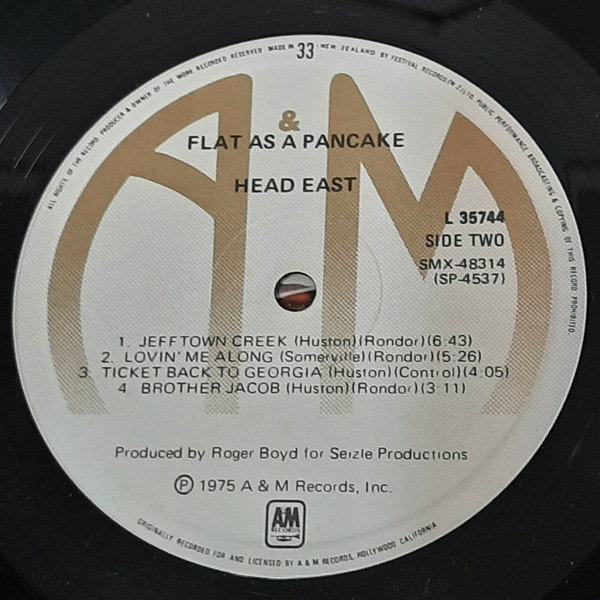 ALL RIGHTS OF THE RECORD PRODUCER & OWNER OF THE WORK RECORDED RESERVED MADE IN 33 NEW ZEALAND BY FESTIVAL RECORDS (N.Z.) LTD. PUBLIC PERFORMANCE BROADCASTING & COPYING OF THIS RECORD PROHIBITED.
A & M
FLAT AS A PANCAKE
HEAD EAST
L 35744
SIDE TWO
SMX-48314
(SP-4537)
1. JEFFTOWN CREEK (Huston)(Rondor)(6:43)
2. LOVIN' ME ALONG (Somerville)(Rondor)(5:26)
3. TICKET BACK TO GEORGIA (Huston)(Control)(4:05)
4. BROTHER JACOB (Huston)(Rondor)(3:11)
Produced by Roger Boyd for Seizle Productions
℗ 1975 A & M Records, Inc.
A&M
RECORDS
ORIGINALLY RECORDED FOR AND LICENSED BY A & M RECORDS, HOLLYWOOD CALIFORNIA